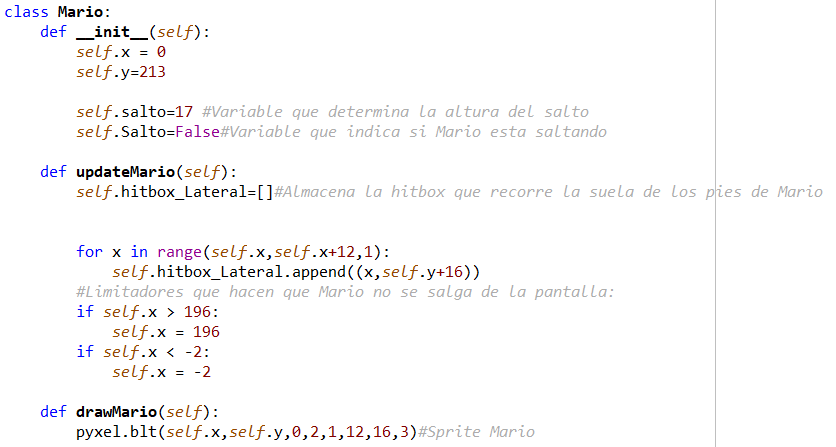 class Mario:
    def __init__(self):
        self.x = 0
        self.y=213

        self.salto=17 #Variable que determina la altura del salto
        self.Salto=False#Variable que indica si Mario esta saltando

    def updateMario(self):
        self.hitbox_Lateral=[]#Almacena la hitbox que recorre la suela de los pies de Mario


        for x in range(self.x,self.x+12,1):
            self.hitbox_Lateral.append((x,self.y+16))
        #Limitadores que hacen que Mario no se salga de la pantalla:
        if self.x > 196:
            self.x = 196
        if self.x < -2:
            self.x = -2

    def drawMario(self):
        pyxel.blt(self.x,self.y,0,2,1,12,16,3)#Sprite Mario